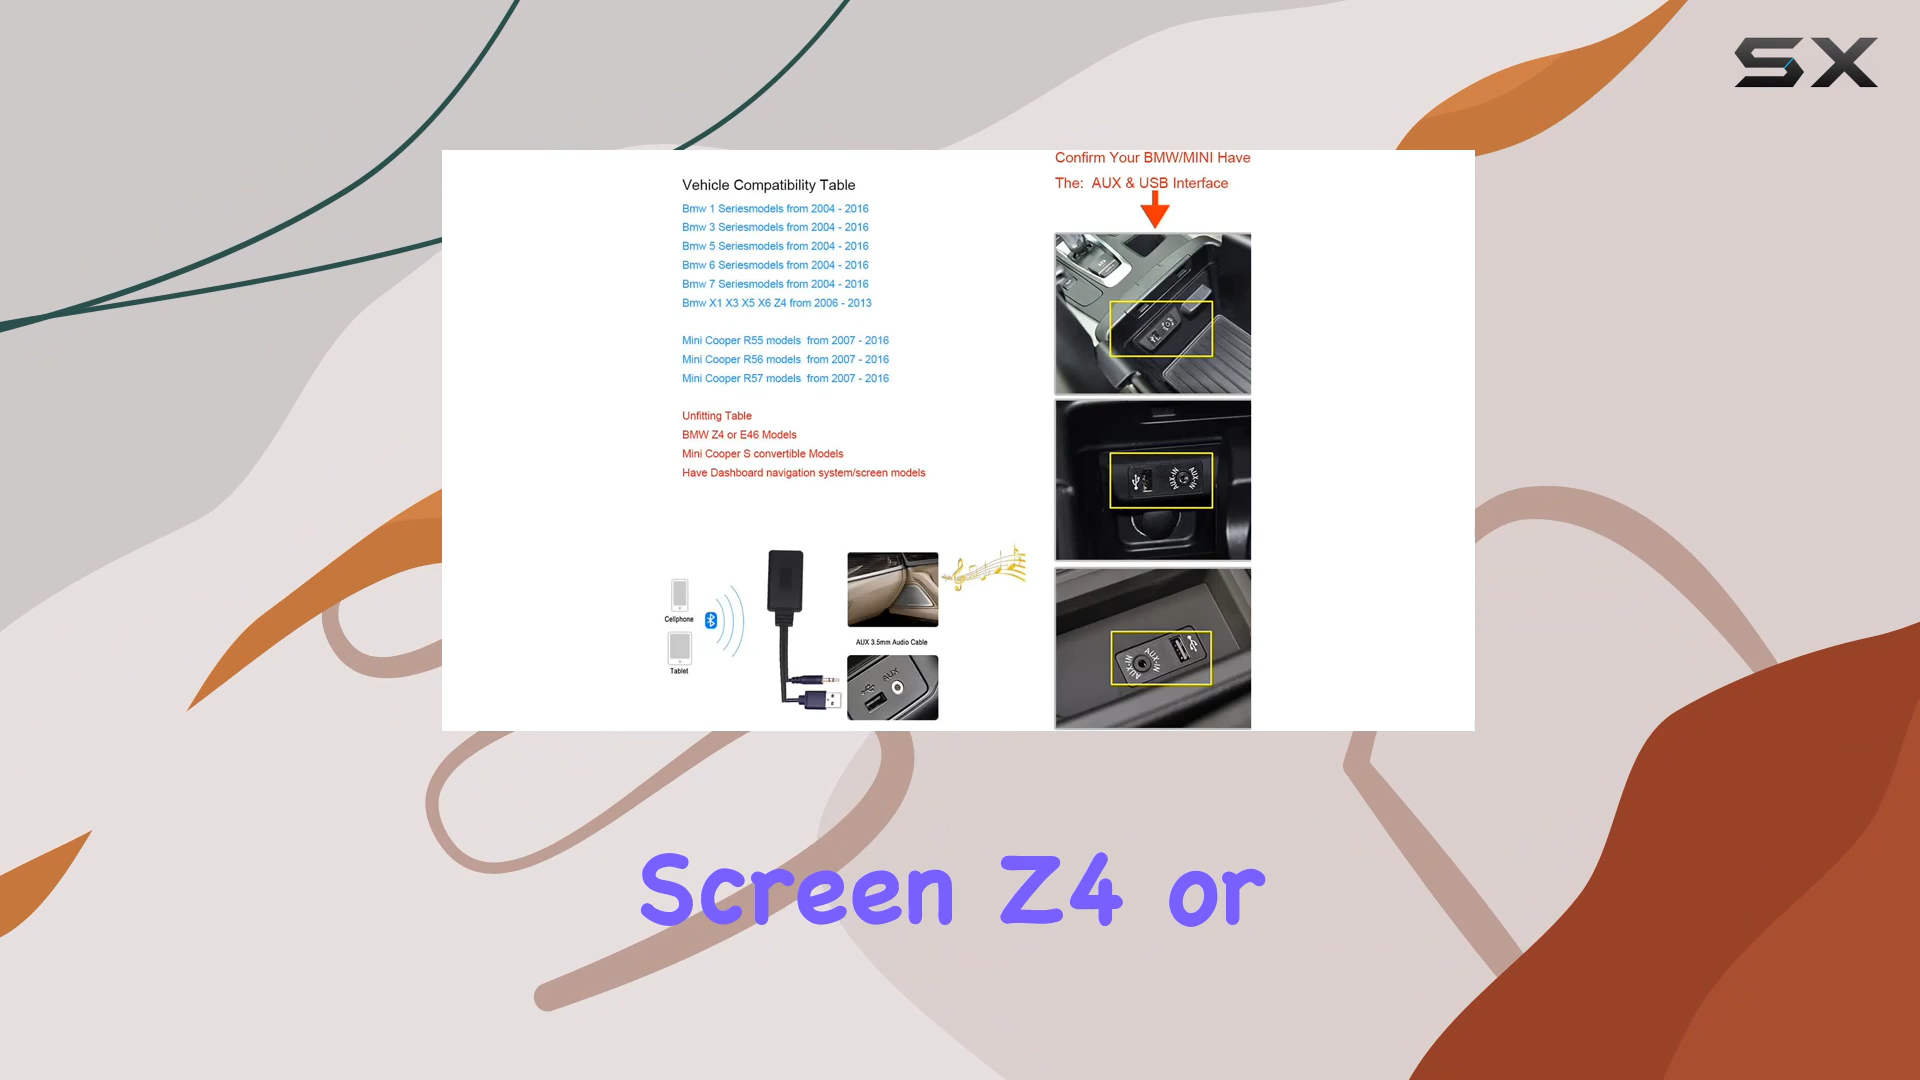 SX
Vehicle Compatibility Table
Bmw 1 Seriesmodels from 2004 - 2016
Bmw 3 Seriesmodels from 2004 - 2016
Bmw 5 Seriesmodels from 2004 - 2016
Bmw 6 Seriesmodels from 2004 - 2016
Bmw 7 Seriesmodels from 2004 - 2016
Bmw X1 X3 X5 X6 Z4 from 2006 - 2013
Mini Cooper R55 models from 2007 - 2016
Mini Cooper R56 models from 2007 - 2016
Mini Cooper R57 models from 2007 - 2016
Unfitting Table
BMW Z4 or E46 Models
Mini Cooper S convertible Models
Have Dashboard navigation system/screen models
Cellphone
Tablet
AUX 3.5mm Audio Cable
AUX
Confirm Your BMW/MINI Have
The: AUX & USB Interface
AUX-IN
AUX-IN
AUX-IN
AUX-IN
Screen Z4 or